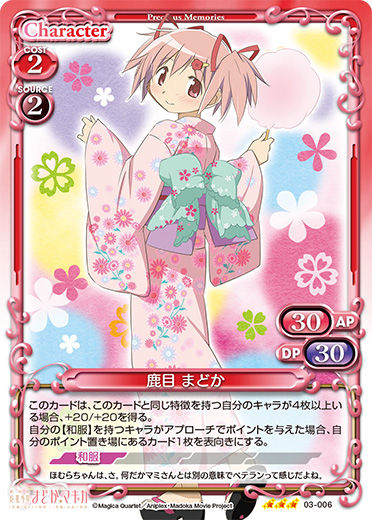 Precious Memories
Character
COST
2
SOURCE
2
30 AP
DP 30
鹿目 まどか
このカードは、このカードと同じ特徴を持つ自分のキャラが4枚以上い
る場合、+20/+20を得る。
自分の【和服】を持つキャラがアプローチでポイントを与えた場合、自
分のポイント置き場にあるカード1枚を表向きにする。
和服
ほむらちゃんは、さ、何だかマミさんとは別の意味でベテランって感じだよね。
まどか☆マギカ
©Magica Quartet／Aniplex・Madoka Movie Project
03-006